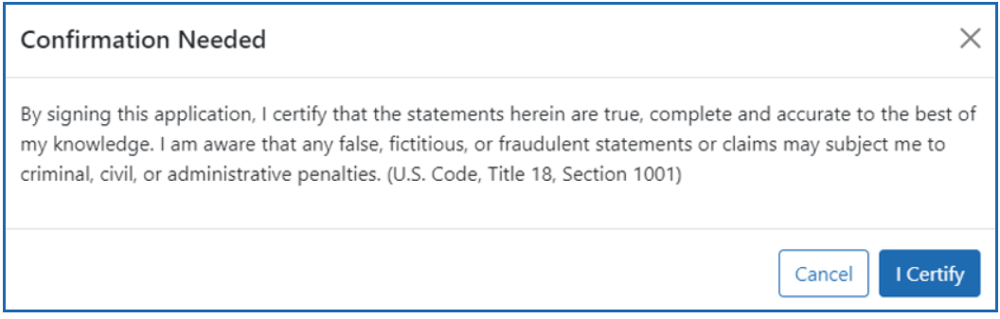 Confirmation Needed
By signing this application, I certify that the statements herein are true, complete and accurate to the best of
my knowledge. I am aware that any false, fictitious, or fraudulent statements or claims may subject me to
criminal, civil, or administrative penalties. (U.S. Code, Title 18, Section 1001)
Cancel
I Certify